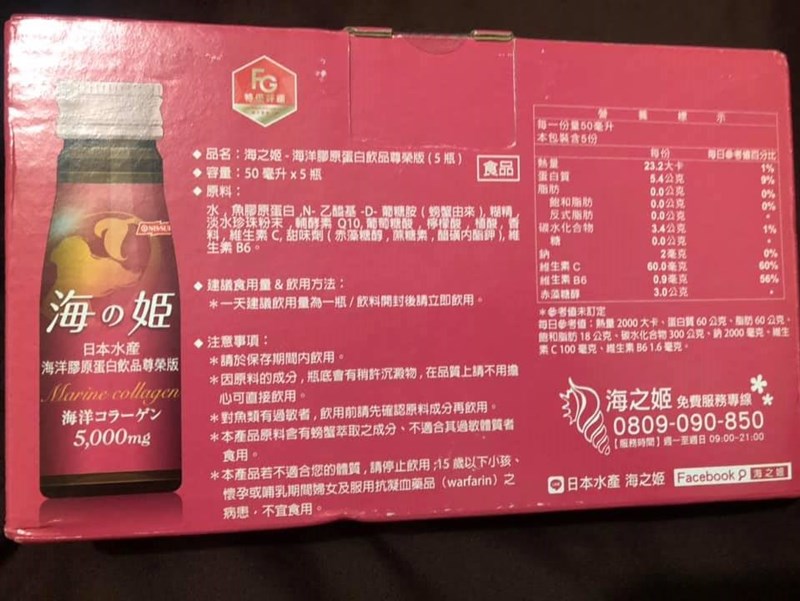 FG
NISSUI
海の姫
日本水產
海洋膠原蛋白飲品尊榮版
Marine collagen
海洋コラーゲン
5,000mg
◆品名：海之姬-海洋膠原蛋白飲品尊榮版(5瓶)
食品
◆容量：50毫升x5瓶
◆原料：
水,魚膠原蛋白,N-乙醯基-D-葡糖胺(螃蟹由來),糊精,
淡水珍珠粉末,輔酵素Q10,葡萄糖酸,檸檬酸,植酸,香
料,維生素C,甜味劑(赤藻糖醇,蔗糖素,醋磺內酯鉀),維
生素B6。
◆建議食用量&飲用方法：
＊一天建議飲用量為一瓶/飲料開封後請立即飲用。
◆注意事項：
＊請於保存期間內飲用。
＊因原料的成分,瓶底會有稍許沉澱物,在品質上請不用擔
心可直接飲用。
＊對魚類有過敏者,飲用前請先確認原料成分再飲用。
＊本產品原料含有螃蟹萃取之成分、不適合其過敏體質者
食用。
＊本產品若不適合您的體質,請停止飲用;15歲以下小孩、
懷孕或哺乳期間婦女及服用抗凝血藥品(warfarin)之
病患,不宜食用。
營養標示
每一份量50毫升
本包裝含5份
每份 每日參考值百分比
熱量 23.2大卡 1%
蛋白質 5.4公克 9%
脂肪 0.0公克 0%
飽和脂肪 0.0公克 0%
反式脂肪 0.0公克 *
碳水化合物 3.4公克 1%
糖 0.0公克 *
鈉 2毫克 0%
維生素C 60.0毫克 60%
維生素B6 0.9毫克 56%
赤藻糖醇 3.0公克 *
＊參考值未訂定
每日參考值：熱量2000大卡、蛋白質60公克、脂肪60公克、
飽和脂肪18公克、碳水化合物300公克、鈉2000毫克、維生
素C 100毫克、維生素B6 1.6毫克。
海之姬 免費服務專線
0809-090-850
【服務時間】週一至週日 09:00-21:00
日本水產 海之姬 Facebook 海之姬